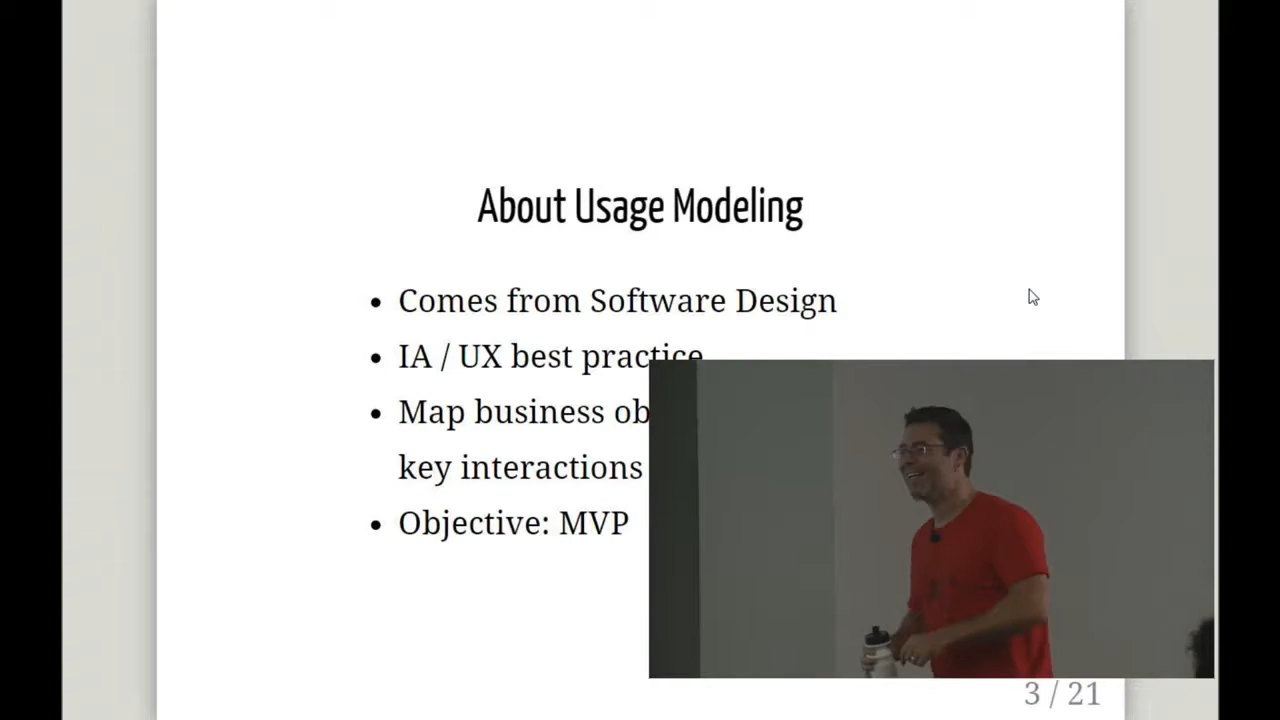 About Usage Modeling
• Comes from Software Design
• IA / UX best practice
• Map business ob
key interactions
• Objective: MVP
3 / 21